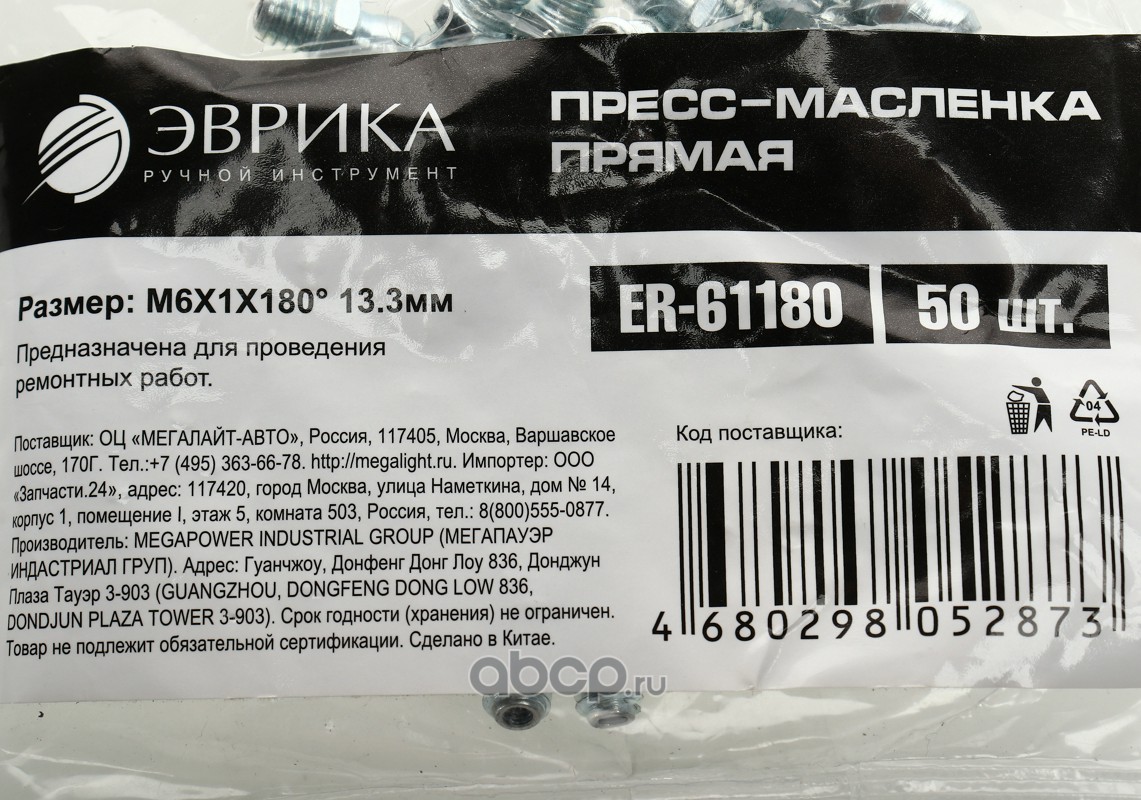 ЭВРИКА
РУЧНОЙ ИНСТРУМЕНТ
ПРЕСС-МАСЛЕНКА
ПРЯМАЯ
Размер: М6Х1Х180° 13.3мм
ER-61180
50 шт.
Предназначена для проведения
ремонтных работ.
04
PE-LD
Поставщик: ОЦ «МЕГАЛАЙТ-АВТО», Россия, 117405, Москва, Варшавское
шоссе, 170Г. Тел.:+7 (495) 363-66-78. http://megalight.ru. Импортер: ООО
«Запчасти.24», адрес: 117420, город Москва, улица Наметкина, дом № 14,
корпус 1, помещение I, этаж 5, комната 503, Россия, тел.: 8(800)555-0877.
Производитель: MEGAPOWER INDUSTRIAL GROUP (МЕГАПАУЭР
ИНДАСТРИАЛ ГРУП). Адрес: Гуанчжоу, Донфенг Донг Лоу 836, Донджун
Плаза Тауэр 3-903 (GUANGZHOU, DONGFENG DONG LOW 836,
DONDJUN PLAZA TOWER 3-903). Срок годности (хранения) не ограничен.
Товар не подлежит обязательной сертификации. Сделано в Китае.
Код поставщика:
4 680298 052873
abcp.ru